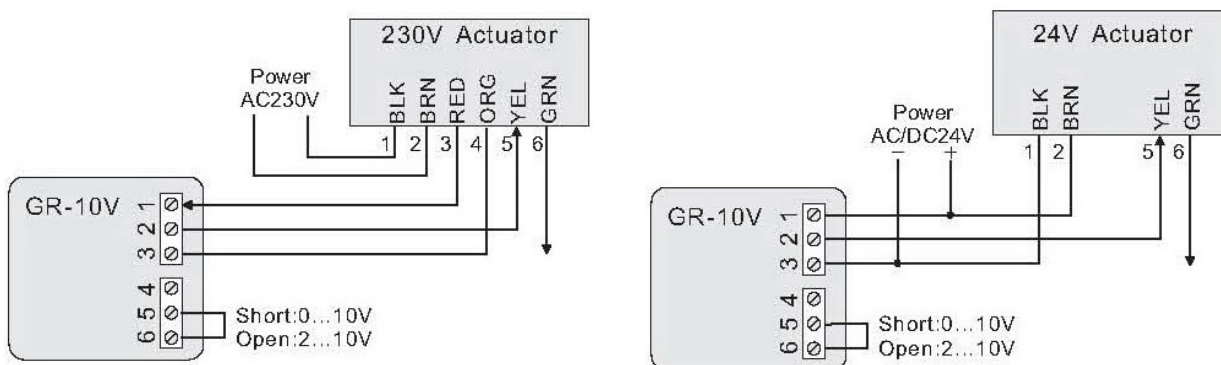 230V Actuator
Power
AC230V
BLK
BRN
RED
ORG
YEL
GRN
1 2 3 4 5 6
GR-10V
1
2
3
4
5
6
Short:0...10V
Open:2...10V
24V Actuator
Power
AC/DC24V
− +
BLK
BRN
YEL
GRN
1 2 5 6
GR-10V
1
2
3
4
5
6
Short:0...10V
Open:2...10V